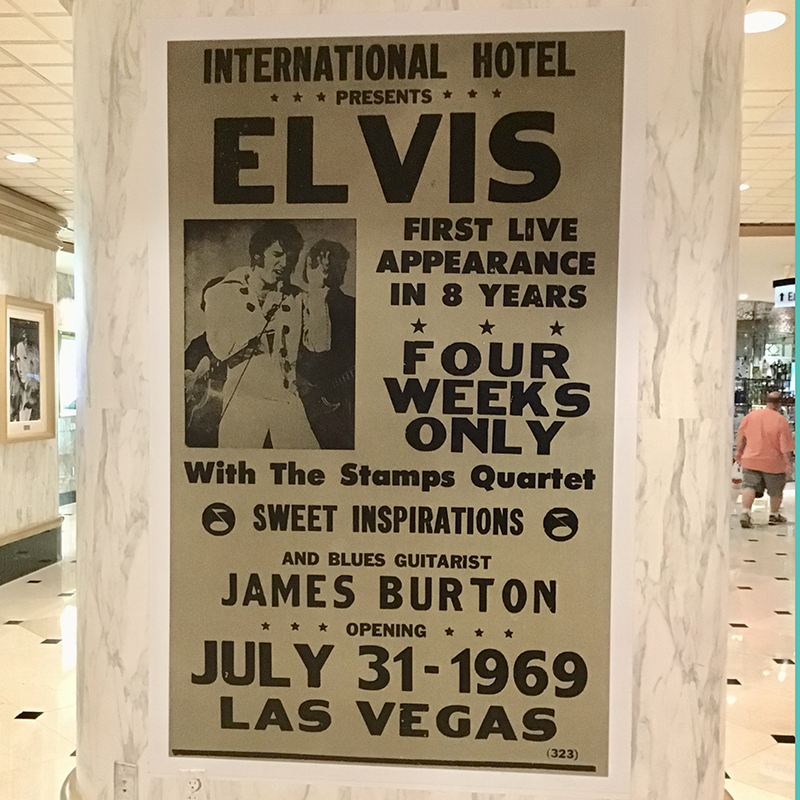 INTERNATIONAL HOTEL
PRESENTS
ELVIS
FIRST LIVE
APPEARANCE
IN 8 YEARS
FOUR
WEEKS
ONLY
With The Stamps Quartet
SWEET INSPIRATIONS
AND BLUES GUITARIST
JAMES BURTON
OPENING
JULY 31-1969
LAS VEGAS
(323)